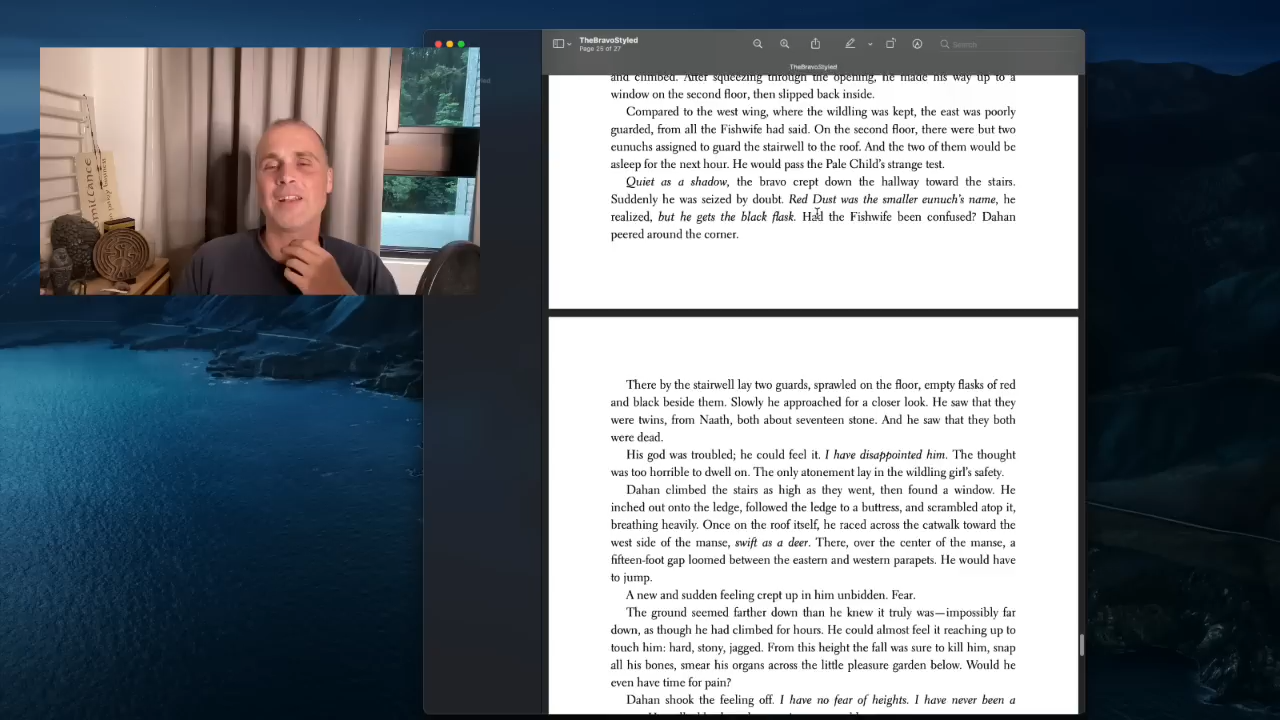 TheBravoStyled
Page 25 of 27
Search
TheBravoStyled
and climbed. After squeezing through the opening, he made his way up to a
window on the second floor, then slipped back inside.
Compared to the west wing, where the wildling was kept, the east was poorly
guarded, from all the Fishwife had said. On the second floor, there were but two
eunuchs assigned to guard the stairwell to the roof. And the two of them would be
asleep for the next hour. He would pass the Pale Child's strange test.
Quiet as a shadow, the bravo crept down the hallway toward the stairs.
Suddenly he was seized by doubt. Red Dust was the smaller eunuch's name, he
realized, but he gets the black flask. Had the Fishwife been confused? Dahan
peered around the corner.
There by the stairwell lay two guards, sprawled on the floor, empty flasks of red
and black beside them. Slowly he approached for a closer look. He saw that they
were twins, from Naath, both about seventeen stone. And he saw that they both
were dead.
His god was troubled; he could feel it. I have disappointed him. The thought
was too horrible to dwell on. The only atonement lay in the wildling girl's safety.
Dahan climbed the stairs as high as they went, then found a window. He
inched out onto the ledge, followed the ledge to a buttress, and scrambled atop it,
breathing heavily. Once on the roof itself, he raced across the catwalk toward the
west side of the manse, swift as a deer. There, over the center of the manse, a
fifteen-foot gap loomed between the eastern and western parapets. He would have
to jump.
A new and sudden feeling crept up in him unbidden. Fear.
The ground seemed farther down than he knew it truly was—impossibly far
down, as though he had climbed for hours. He could almost feel it reaching up to
touch him: hard, stony, jagged. From this height the fall was sure to kill him, snap
all his bones, smear his organs across the little pleasure garden below. Would he
even have time for pain?
Dahan shook the feeling off. I have no fear of heights. I have never been a